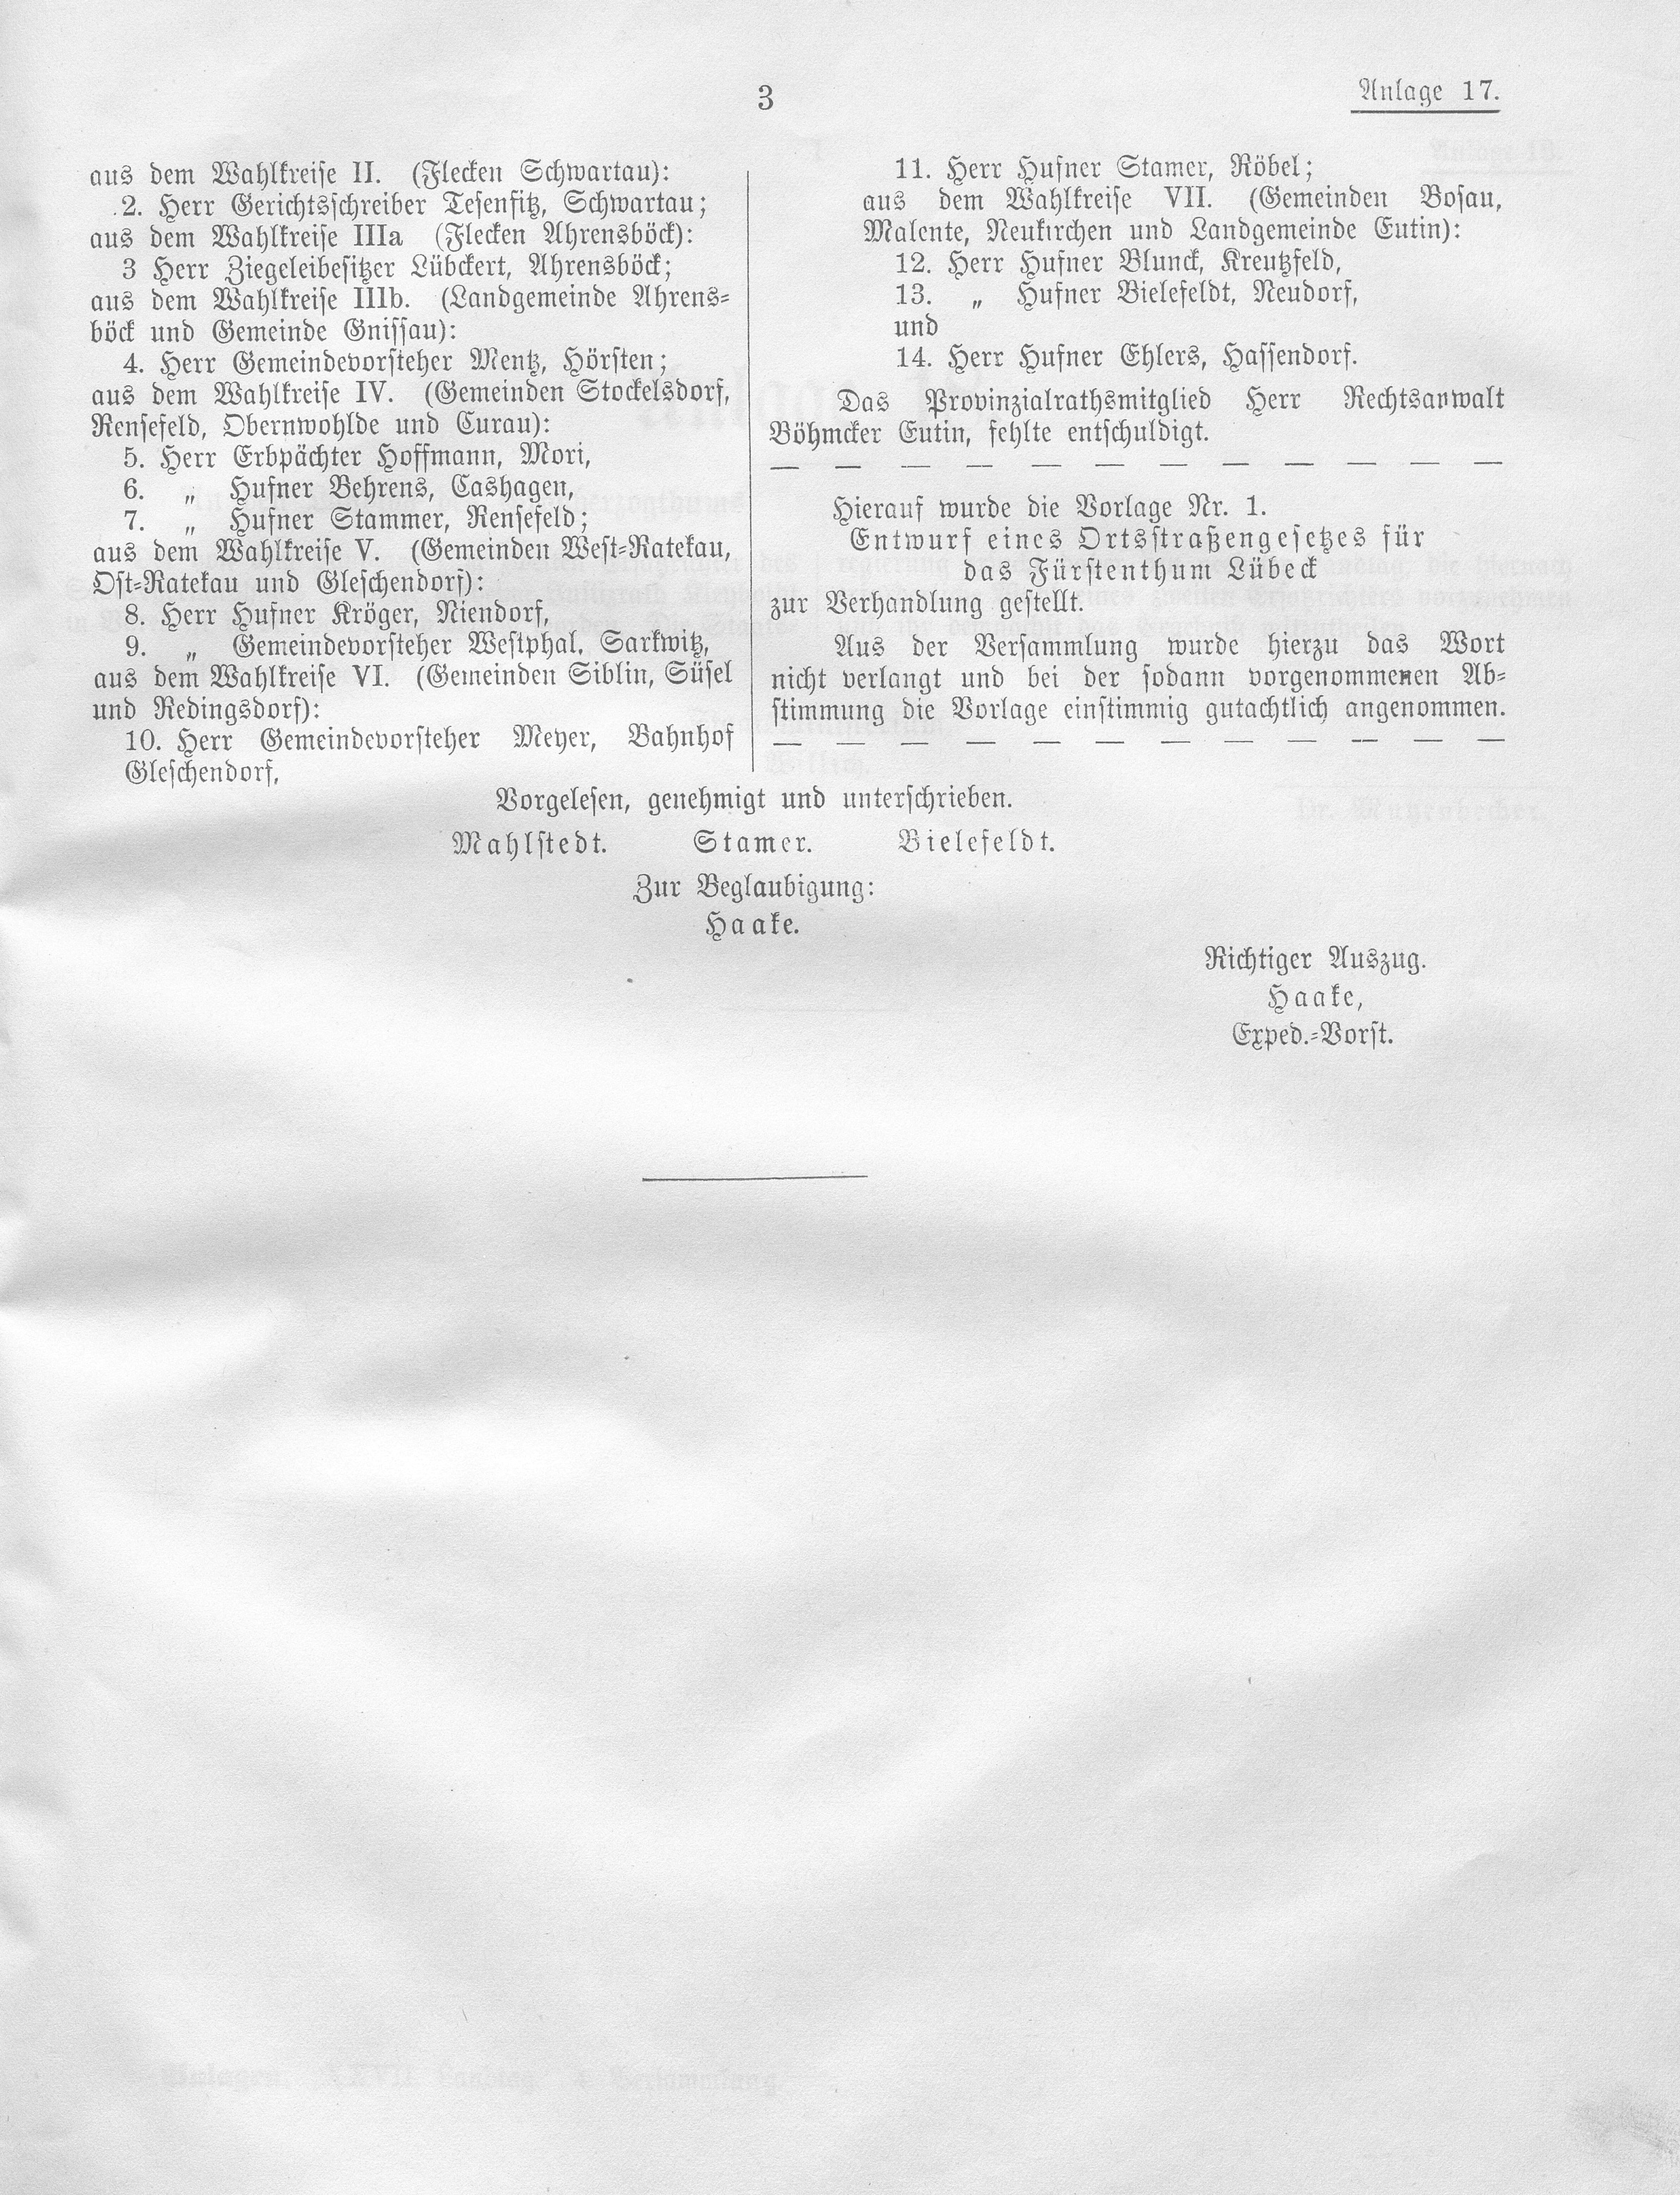 3
Anlage 17.
aus dem Wahlkreise II. (Flecken Schwartau):
2. Herr Gerichtsschreiber Tesenfitz, Schwartau;
aus dem Wahlkreise IIIa (Flecken Ahrensböck):
3 Herr Ziegeleibesitzer Lübckert, Ahrensböck;
aus dem Wahlkreise IIIb. (Landgemeinde Ahrens-
böck und Gemeinde Gnissau):
4. Herr Gemeindevorsteher Mentz, Hörsten;
aus dem Wahlkreise IV. (Gemeinden Stockelsdorf,
Rensefeld, Obernwohlde und Curau):
5. Herr Erbpächter Hoffmann, Mori,
6. „ Hufner Behrens, Cashagen,
7. „ Hufner Stammer, Rensefeld;
aus dem Wahlkreise V. (Gemeinden West-Ratekau,
Ost-Ratekau und Gleschendorf):
8. Herr Hufner Kröger, Niendorf,
9. „ Gemeindevorsteher Westphal, Sarkwitz,
aus dem Wahlkreise VI. (Gemeinden Siblin, Süsel
und Redingsdorf):
10. Herr Gemeindevorsteher Meyer, Bahnhof
Gleschendorf,
11. Herr Hufner Stamer, Röbel;
aus dem Wahlkreise VII. (Gemeinden Bosau,
Malente, Neukirchen und Landgemeinde Eutin):
12. Herr Hufner Blunck, Kreutzfeld,
13. „ Hufner Bielefeldt, Neudorf,
und
14. Herr Hufner Ehlers, Hassendorf.
Das Provinzialrathsmitglied Herr Rechtsanwalt
Böhmcker Eutin, fehlte entschuldigt.
— — — — — — — — — — — —
Hierauf wurde die Vorlage Nr. 1.
Entwurf eines Ortsstraßengesetzes für
das Fürstenthum Lübeck
zur Verhandlung gestellt.
Aus der Versammlung wurde hierzu das Wort
nicht verlangt und bei der sodann vorgenommenen Ab-
stimmung die Vorlage einstimmig gutachtlich angenommen.
— — — — — — — — — — — —
Vorgelesen, genehmigt und unterschrieben.
Mahlstedt. Stamer. Bielefeldt.
Zur Beglaubigung:
Haake.
Richtiger Auszug.
Haake,
Exped.-Vorst.